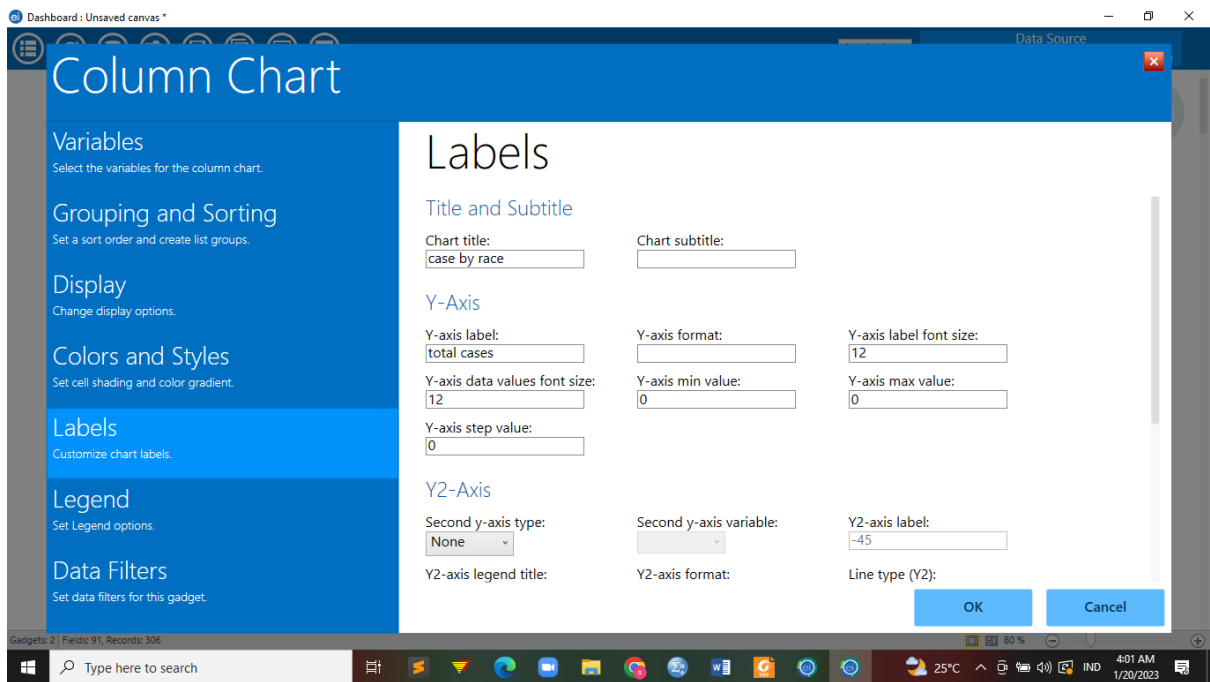 Dashboard : Unsaved canvas *
Data Source
Column Chart
Variables
Select the variables for the column chart.
Grouping and Sorting
Set a sort order and create list groups.
Display
Change display options.
Colors and Styles
Set cell shading and color gradient.
Labels
Customize chart labels.
Legend
Set Legend options.
Data Filters
Set data filters for this gadget.
Labels
Title and Subtitle
Chart title: Chart subtitle:
case by race
Y-Axis
Y-axis label: Y-axis format: Y-axis label font size:
total cases 12
Y-axis data values font size: Y-axis min value: Y-axis max value:
12 0 0
Y-axis step value:
0
Y2-Axis
Second y-axis type: Second y-axis variable: Y2-axis label:
None -45
Y2-axis legend title: Y2-axis format: Line type (Y2):
OK Cancel
Gadgets: 2 Fields: 91, Records: 306 60 %
Type here to search 25°C IND 4:01 AM
1/20/2023